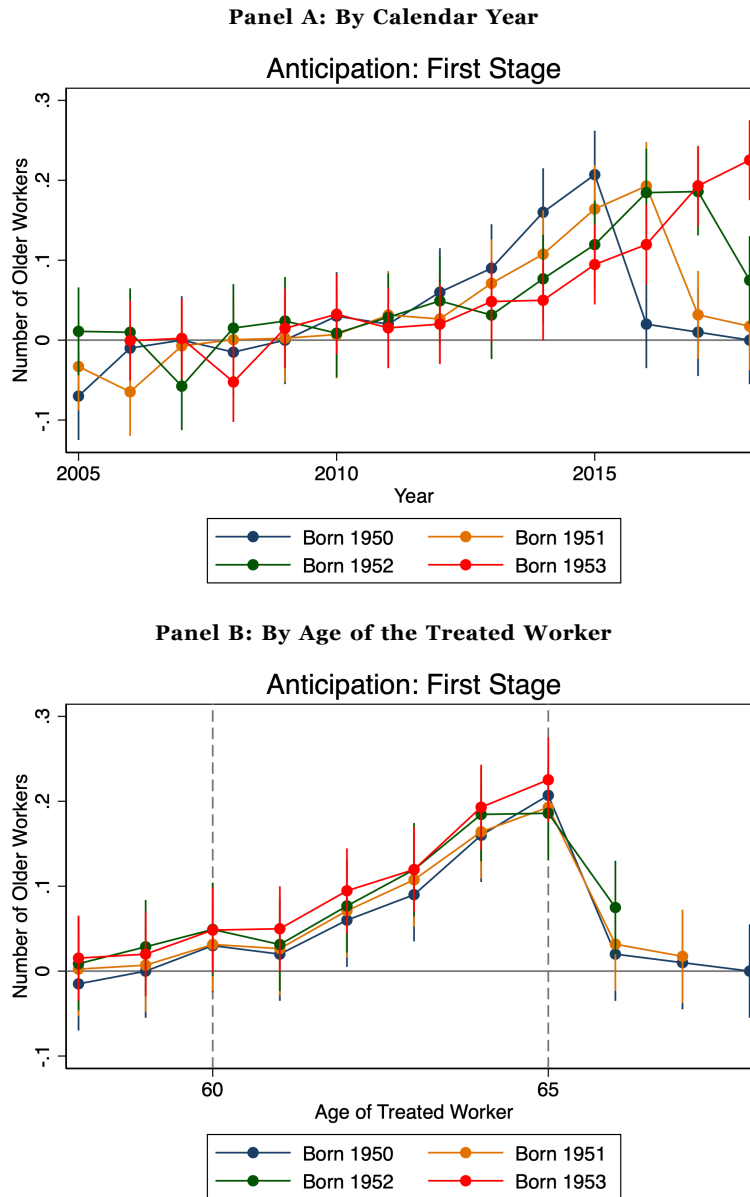 Panel A: By Calendar Year
Anticipation: First Stage
Number of Older Workers
.3
.2
.1
0
-.1
2005 2010 2015
Year
Born 1950 Born 1951
Born 1952 Born 1953
Panel B: By Age of the Treated Worker
Anticipation: First Stage
Number of Older Workers
.3
.2
.1
0
-.1
60 65
Age of Treated Worker
Born 1950 Born 1951
Born 1952 Born 1953